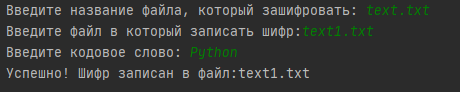 Введите название файла, который зашифровать: text.txt
Введите файл в который записать шифр:text1.txt
Введите кодовое слово: Python
Успешно! Шифр записан в файл:text1.txt